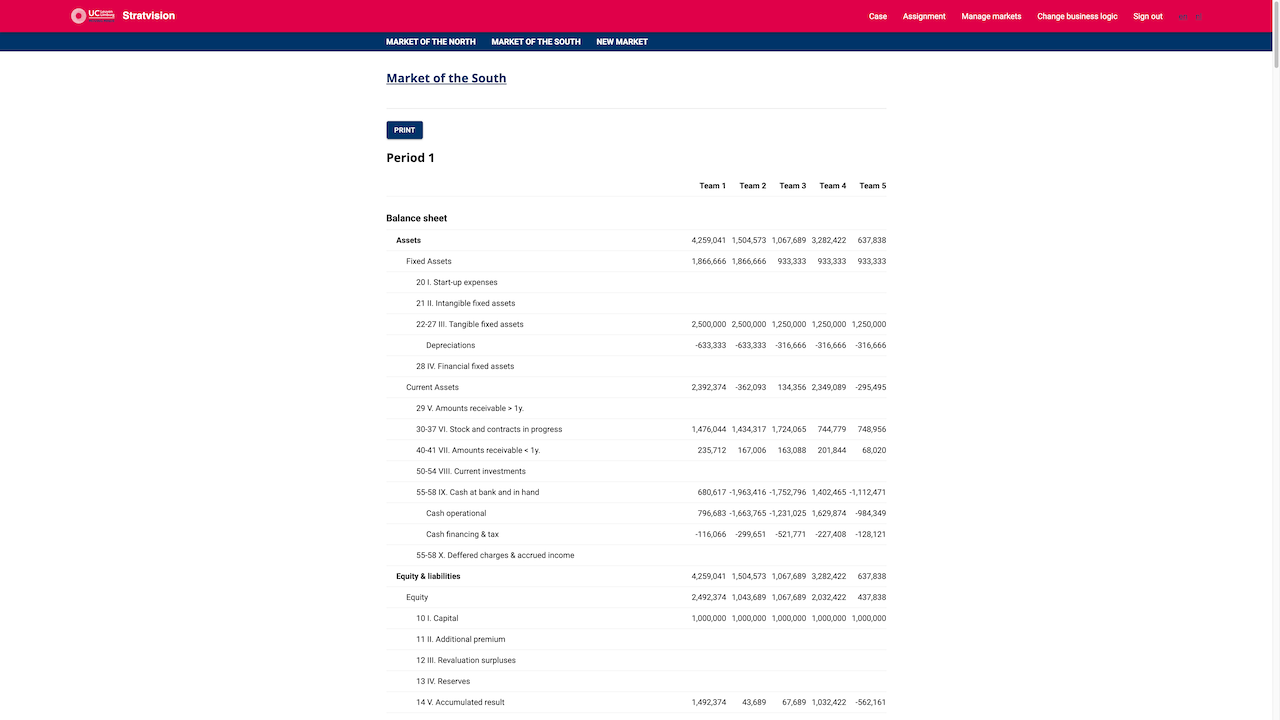 UC Stratvision Case Assignment Manage markets Change business logic Sign out
MARKET OF THE NORTH MARKET OF THE SOUTH NEW MARKET
Market of the South
PRINT
Period 1
Team 1 Team 2 Team 3 Team 4 Team 5
Balance sheet
Assets 4,259,041 1,504,573 1,067,689 3,282,422 637,838
Fixed Assets 1,866,666 1,866,666 933,333 933,333 933,333
20 I. Start-up expenses
21 II. Intangible fixed assets
22-27 III. Tangible fixed assets 2,500,000 2,500,000 1,250,000 1,250,000 1,250,000
Depreciations -633,333 -633,333 -316,666 -316,666 -316,666
28 IV. Financial fixed assets
Current Assets 2,392,374 -362,093 134,356 2,349,089 -295,495
29 V. Amounts receivable > 1y.
30-37 VI. Stock and contracts in progress 1,476,044 1,434,317 1,724,065 744,779 748,956
40-41 VII. Amounts receivable < 1y. 235,712 167,006 163,088 201,844 68,020
50-54 VIII. Current investments
55-58 IX. Cash at bank and in hand 680,617 -1,963,416 -1,752,796 1,402,465 -1,112,471
Cash operational 796,683 -1,663,765 -1,231,025 1,629,874 -984,349
Cash financing & tax -116,066 -299,651 -521,771 -227,408 -128,121
55-58 X. Deffered charges & accrued income
Equity & liabilities 4,259,041 1,504,573 1,067,689 3,282,422 637,838
Equity 2,492,374 1,043,689 1,067,689 2,032,422 437,838
10 I. Capital 1,000,000 1,000,000 1,000,000 1,000,000 1,000,000
11 II. Additional premium
12 III. Revaluation surpluses
13 IV. Reserves
14 V. Accumulated result 1,492,374 43,689 67,689 1,032,422 -562,161